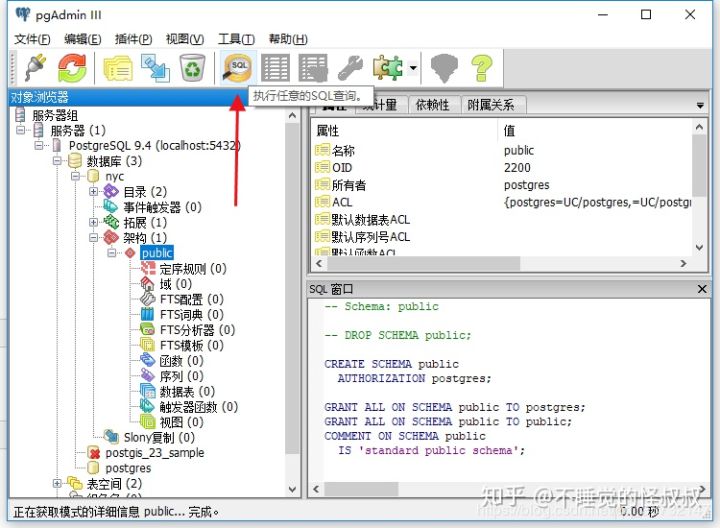 pgAdmin III
文件(F) 编辑(E) 插件(P) 视图(V) 工具(T) 帮助(H)
SQL
执行任意的SQL查询。
对象浏览器
服务器组
服务器 (1)
PostgreSQL 9.4 (localhost:5432)
数据库 (3)
nyc
目录 (2)
事件触发器 (0)
拓展 (1)
架构 (1)
public
定序规则 (0)
域 (0)
FTS配置 (0)
FTS词典 (0)
FTS分析器 (0)
FTS模板 (0)
函数 (0)
序列 (0)
数据表 (0)
触发器函数 (0)
视图 (0)
Slony复制 (0)
postgis_23_sample
postgres
表空间 (2)
属性 统计量 依赖性 附属关系
属性 值
名称 public
OID 2200
所有者 postgres
ACL {postgres=UC/postgres,=UC/postgr
默认数据表ACL
默认序列号ACL
默认函数ACL
SQL 窗口
-- Schema: public
-- DROP SCHEMA public;
CREATE SCHEMA public
AUTHORIZATION postgres;
GRANT ALL ON SCHEMA public TO postgres;
GRANT ALL ON SCHEMA public TO public;
COMMENT ON SCHEMA public
IS 'standard public schema';
正在获取模式的详细信息 public... 完成。
0.00 秒
知乎 @不睡觉的怪叔叔